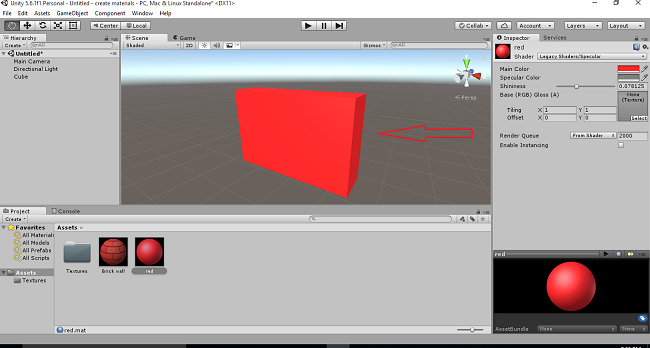 Unity 5.6.1f1 Personal - Untitled - create materials - PC, Mac & Linux Standalone* <DX11>
File Edit Assets GameObject Component Window Help
Center Local Collab Account Layers Layout
Hierarchy
Create All
Untitled*
Main Camera
Directional Light
Cube
Scene Game
Shaded 2D Gizmos All
Persp
Inspector Services
red
Shader Legacy Shaders/Specular
Main Color
Specular Color
Shininess 0.078125
Base (RGB) Gloss (A) None
(Texture)
Tiling X 1 Y 1
Offset X 0 Y 0 Select
Render Queue From Shader 2000
Enable Instancing
Project Console
Create
Favorites
All Material
All Models
All Prefabs
All Scripts
Assets
Textures
Assets
Textures Brick wall red
red.mat
red
AssetBundle None None